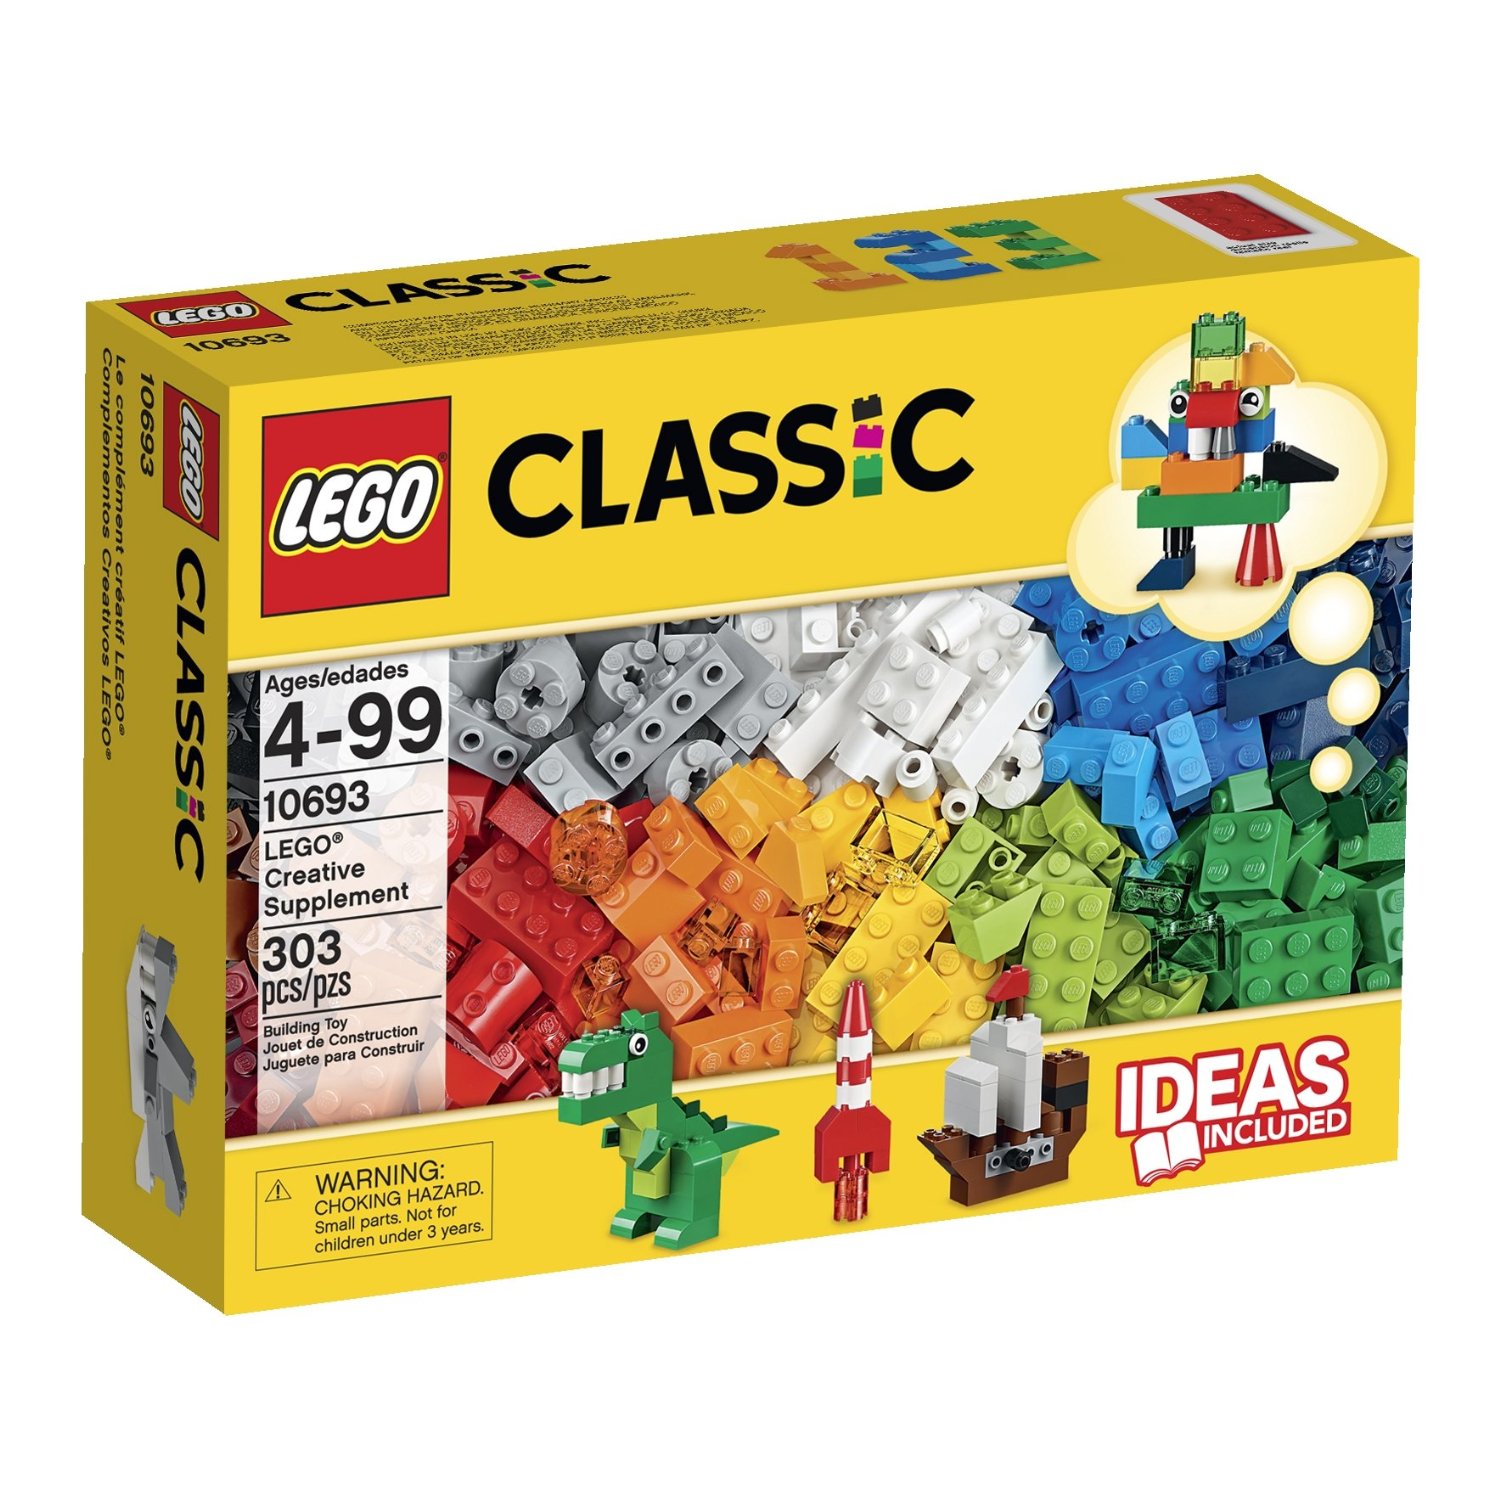 LEGO
CLASSiC
10693
123
LEGO
10693
Le complément créatif LEGO®
Complementos Creativos LEGO®
CLASSiC
LEGO®
CLASSiC
Ages/edades
4-99
10693
LEGO®
Creative
Supplement
303
pcs/pzs
Building Toy
Jouet de Construction
Juguete para Construir
WARNING:
CHOKING HAZARD.
Small parts. Not for
children under 3 years.
IDEAS
INCLUDED